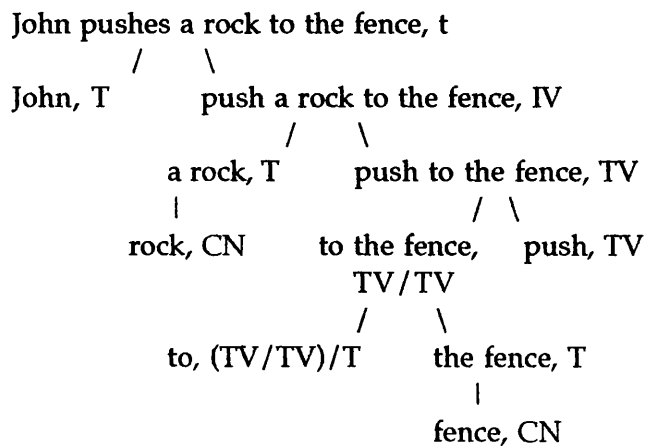 John pushes a rock to the fence, t
John, T push a rock to the fence, IV
a rock, T push to the fence, TV
rock, CN to the fence, push, TV
TV/TV
to, (TV/TV)/T the fence, T
fence, CN